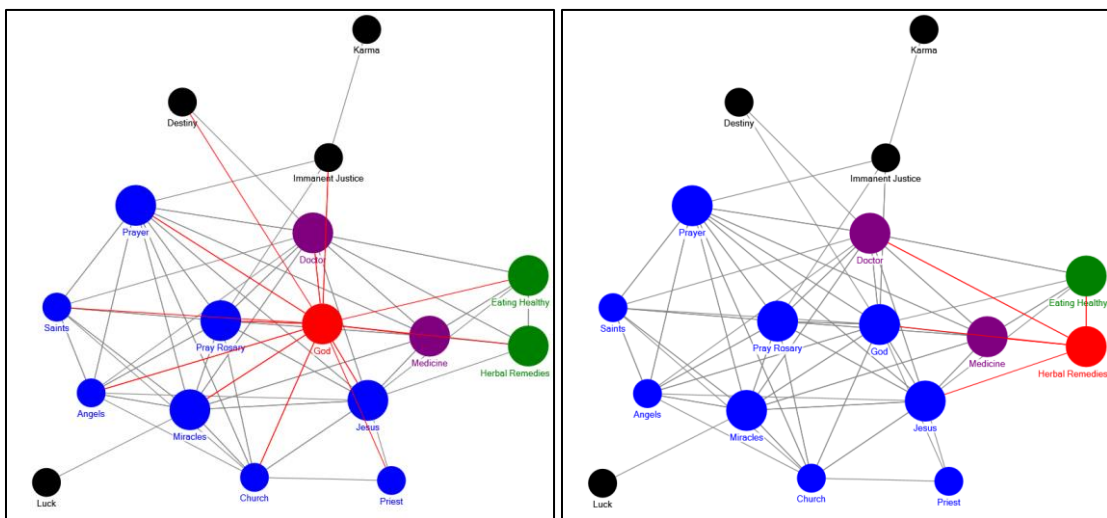 Karma
Destiny
Immanent Justice
Prayer
Doctor
Eating Healthy
Saints
Pray Rosary
God
Medicine
Herbal Remedies
Angels
Miracles
Jesus
Luck
Church
Priest
Karma
Destiny
Immanent Justice
Prayer
Doctor
Eating Healthy
Saints
Pray Rosary
God
Medicine
Herbal Remedies
Angels
Miracles
Jesus
Luck
Church
Priest